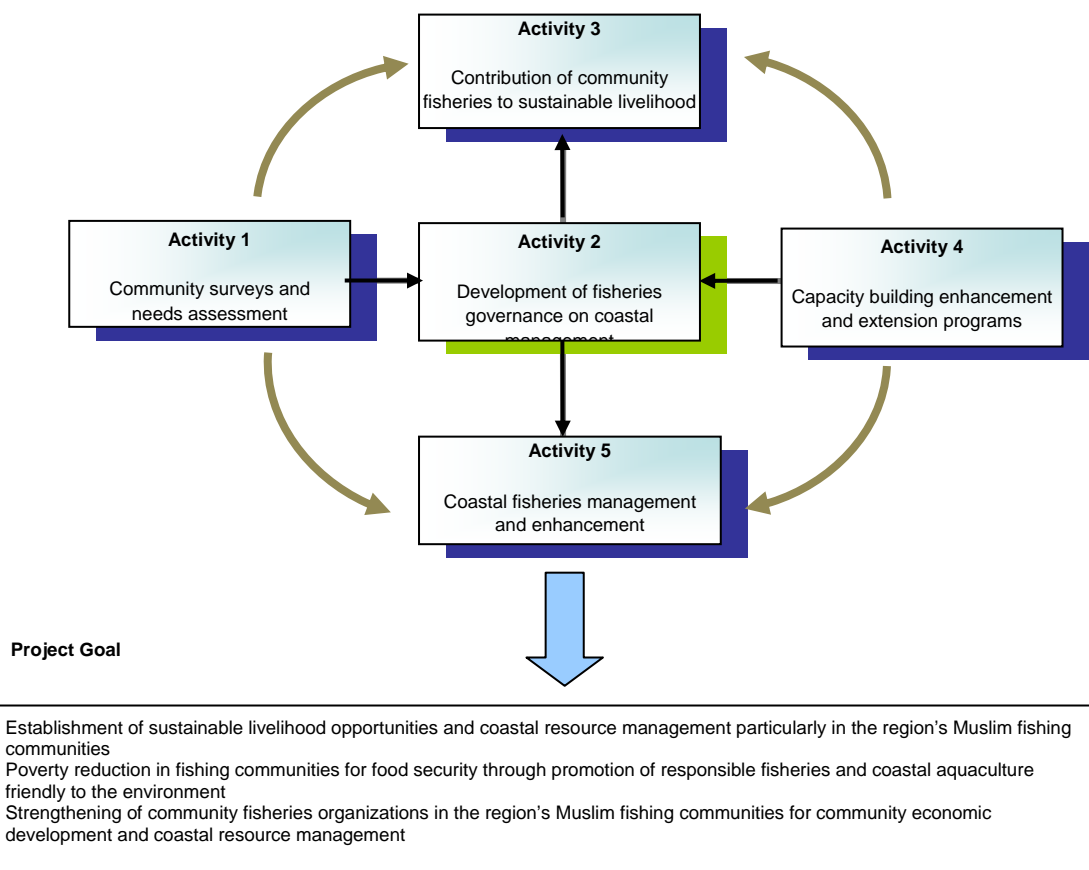 Activity 3
Contribution of community
fisheries to sustainable livelihood
Activity 1
Community surveys and
needs assessment
Activity 2
Development of fisheries
governance on coastal
management
Activity 4
Capacity building enhancement
and extension programs
Activity 5
Coastal fisheries management
and enhancement
Project Goal
Establishment of sustainable livelihood opportunities and coastal resource management particularly in the region's Muslim fishing
communities
Poverty reduction in fishing communities for food security through promotion of responsible fisheries and coastal aquaculture
friendly to the environment
Strengthening of community fisheries organizations in the region's Muslim fishing communities for community economic
development and coastal resource management